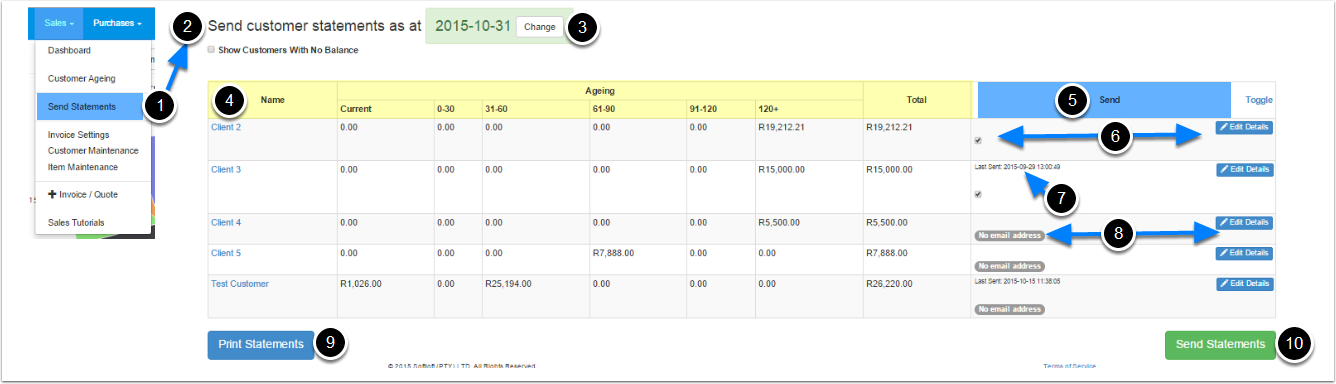 Sales Purchases
Dashboard
Customer Ageing
Send Statements
Invoice Settings
Customer Maintenance
Item Maintenance
+ Invoice / Quote
Sales Tutorials
1
2
Send customer statements as at 2015-10-31 Change 3
Show Customers With No Balance
4 Name Ageing Total 5 Send Toggle
Current 0-30 31-60 61-90 91-120 120+
Client 2 0.00 0.00 0.00 0.00 0.00 R19,212.21 R19,212.21 6 Edit Details
Client 3 0.00 0.00 0.00 0.00 0.00 R15,000.00 R15,000.00 Last Sent: 2015-09-29 13:00:49 Edit Details
7
Client 4 0.00 0.00 0.00 0.00 0.00 R5,500.00 R5,500.00 Edit Details
No email address 8
Client 5 0.00 0.00 0.00 R7,888.00 0.00 0.00 R7,888.00 Edit Details
No email address
Test Customer R1,026.00 0.00 R25,194.00 0.00 0.00 0.00 R26,220.00 Last Sent: 2015-10-15 11:38:05 Edit Details
No email address
Print Statements 9 Send Statements 10
© 2015 (PTY) LTD. All Rights Reserved Terms of Service